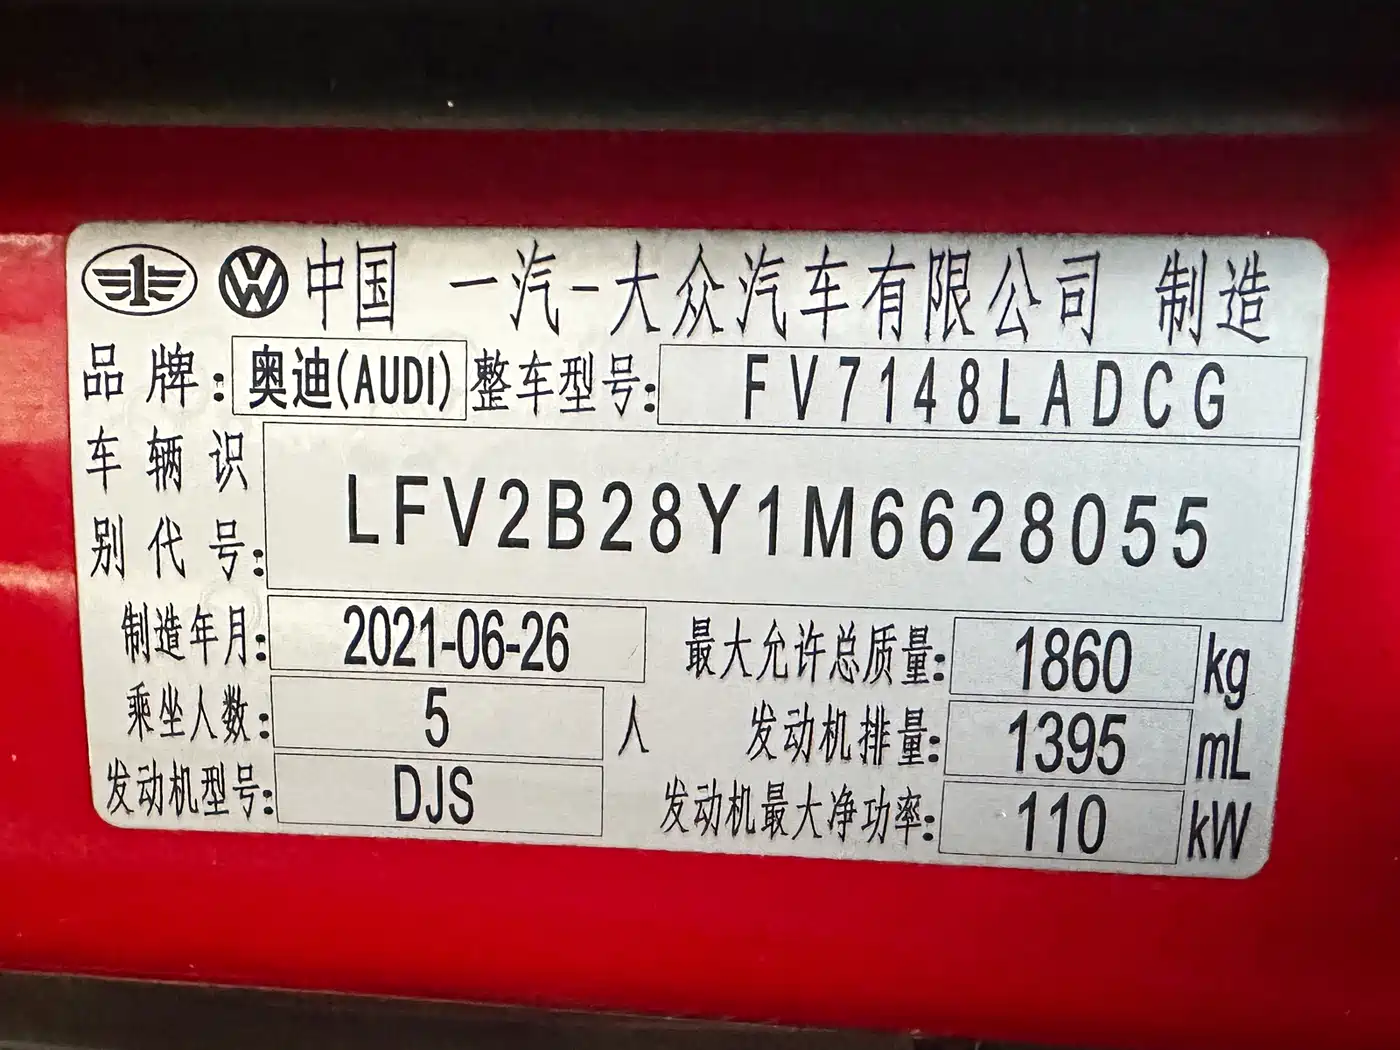 中国 一汽-大众汽车有限公司 制造
品牌: 奥迪(AUDI) 整车型号: FV7148LADCG
车辆识别代号: LFV2B28Y1M6628055
制造年月: 2021-06-26 最大允许总质量: 1860 kg
乘坐人数: 5 人 发动机排量: 1395 mL
发动机型号: DJS 发动机最大净功率: 110 kW